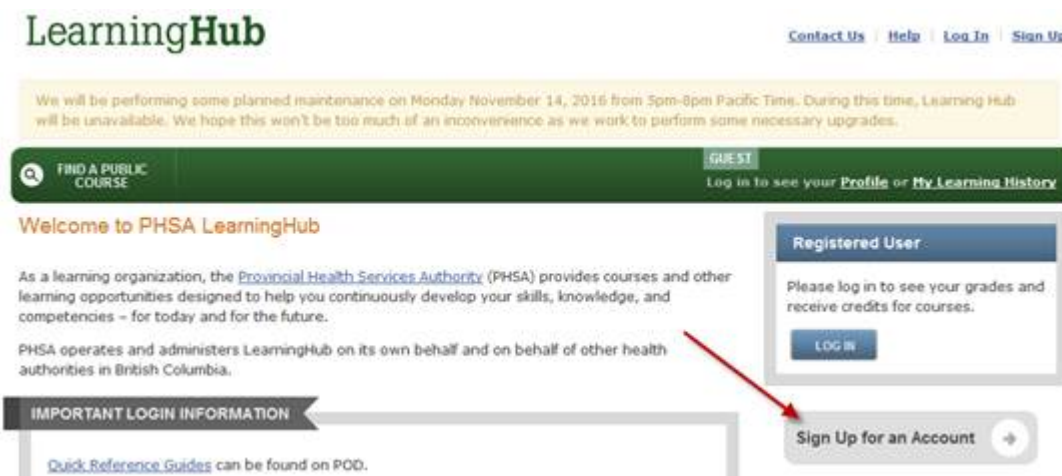 LearningHub
Contact Us Help Log In Sign Up
We will be performing some planned maintenance on Monday November 14, 2016 from 5pm-8pm Pacific Time. During this time, Learning Hub
will be unavailable. We hope this won't be too much of an inconvenience as we work to perform some necessary upgrades.
FIND A PUBLIC
COURSE
GUEST
Log in to see your Profile or My Learning History
Welcome to PHSA LearningHub
As a learning organization, the Provincial Health Services Authority (PHSA) provides courses and other
learning opportunities designed to help you continuously develop your skills, knowledge, and
competencies – for today and for the future.
PHSA operates and administers LearningHub on its own behalf and on behalf of other health
authorities in British Columbia.
IMPORTANT LOGIN INFORMATION
Quick Reference Guides can be found on POD.
Registered User
Please log in to see your grades and
receive credits for courses.
LOG IN
Sign Up for an Account